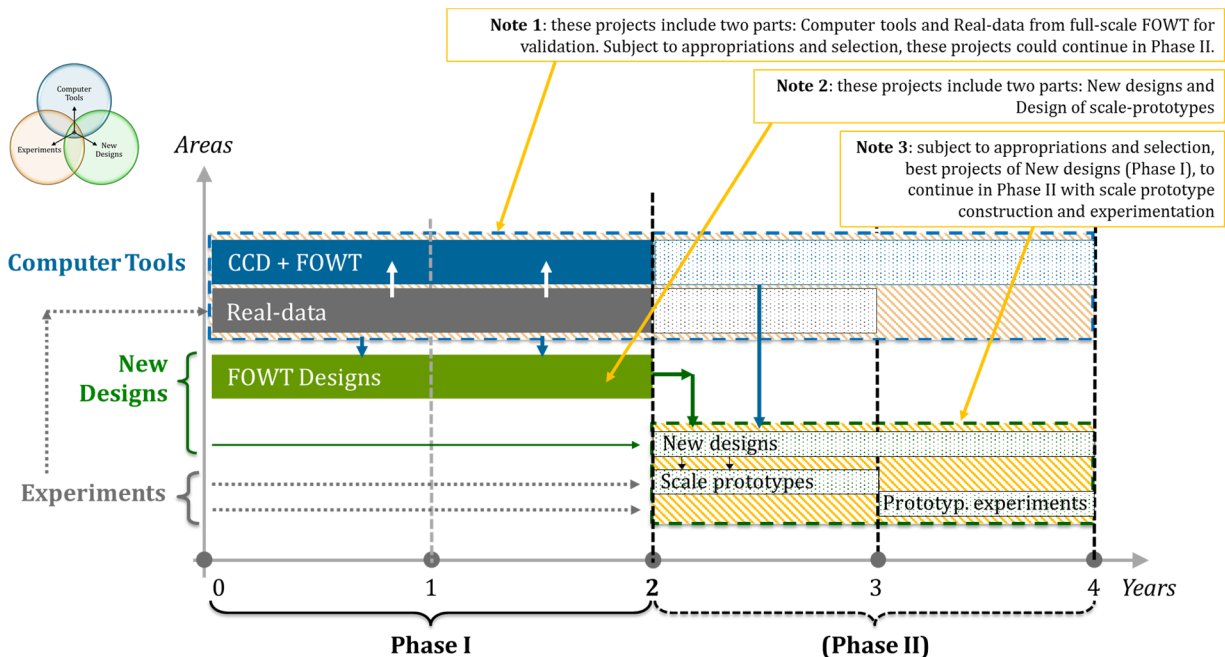 Note 1: these projects include two parts: Computer tools and Real-data from full-scale FOWT for
validation. Subject to appropriations and selection, these projects could continue in Phase II.
Note 2: these projects include two parts: New designs and
Design of scale-prototypes
Note 3: subject to appropriations and selection,
best projects of New designs (Phase I), to
continue in Phase II with scale prototype
construction and experimentation
Computer
Tools
Experiments
New
Designs
Areas
Computer Tools
CCD + FOWT
Real-data
New
Designs
FOWT Designs
New designs
Experiments
Scale prototypes
Prototyp. experiments
0
1
2
3
4
Years
Phase I
(Phase II)